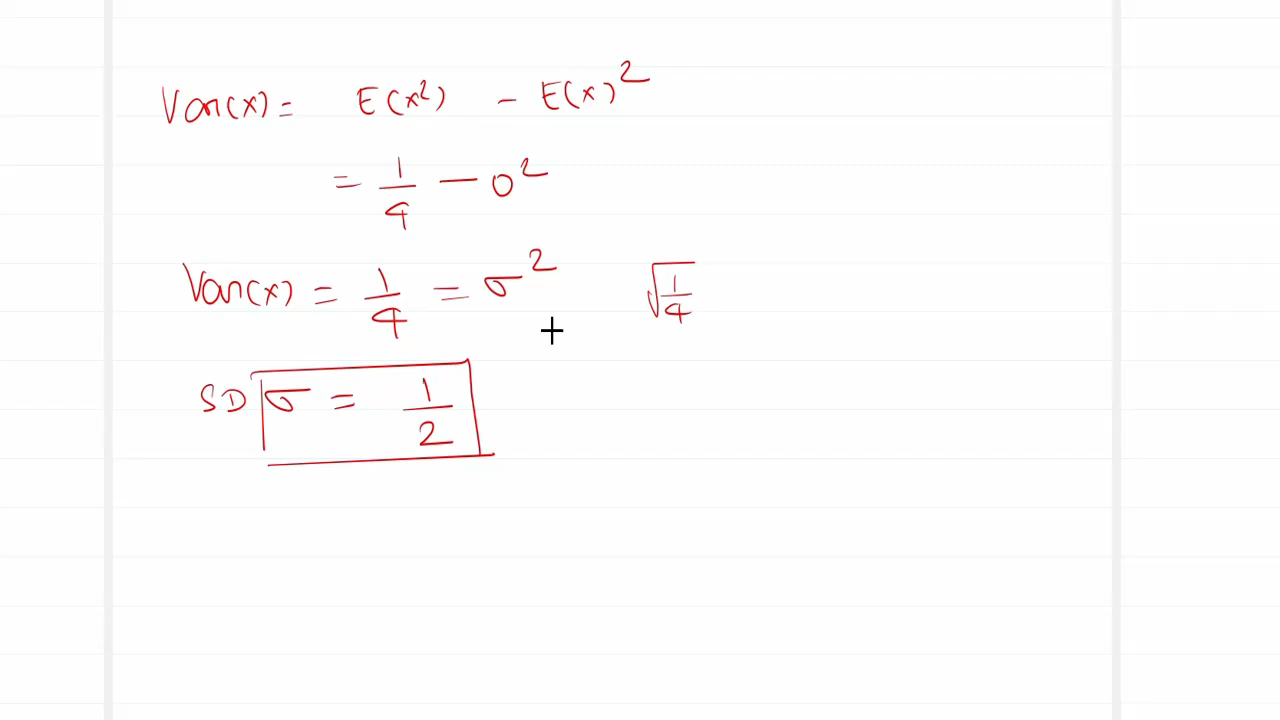 Var(x) = E(x²) - E(x)²
= 1/4 - 0²
Var(x) = 1/4 = σ² √1/4
SD σ = 1/2